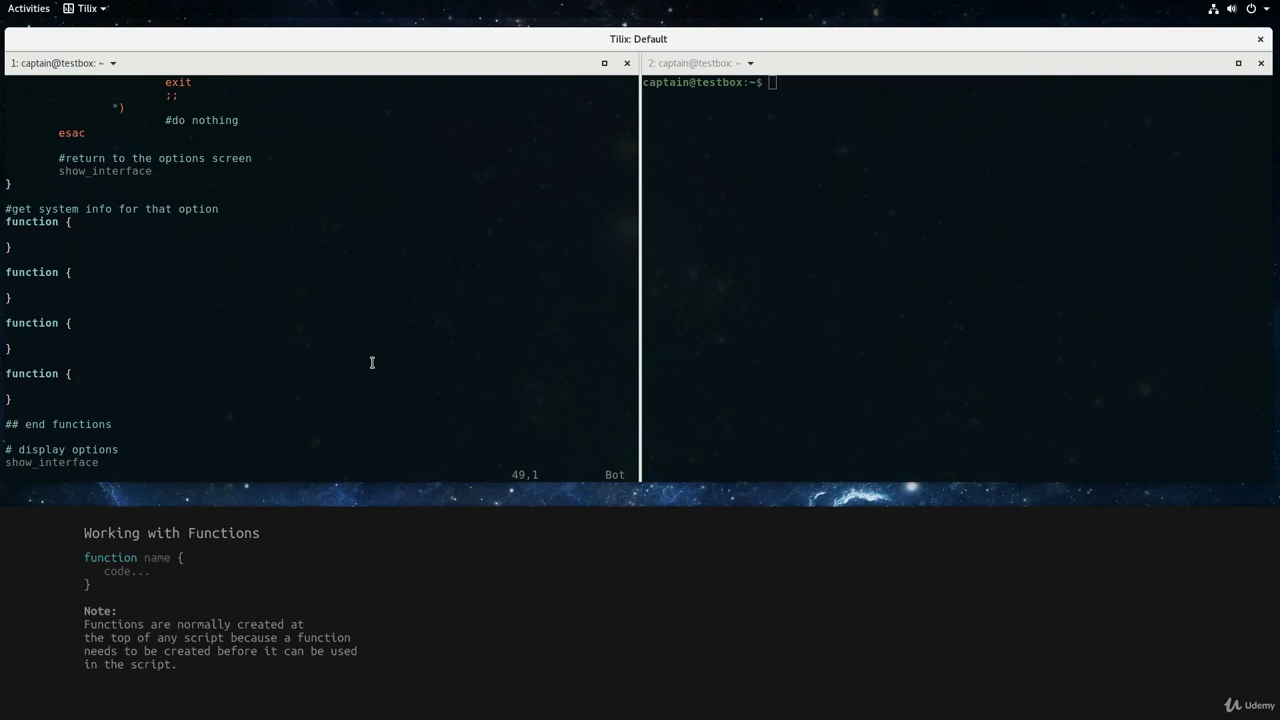 Activities
Tilix
Tilix: Default
1: captain@testbox: ~
2: captain@testbox: ~
exit
;;
*)
#do nothing
esac
#return to the options screen
show_interface
}
#get system info for that option
function {
}
function {
}
function {
}
function {
}
## end functions
# display options
show_interface
49,1 Bot
captain@testbox:~$
Working with Functions
function name {
code...
}
Note:
Functions are normally created at
the top of any script because a function
needs to be created before it can be used
in the script.
Udemy